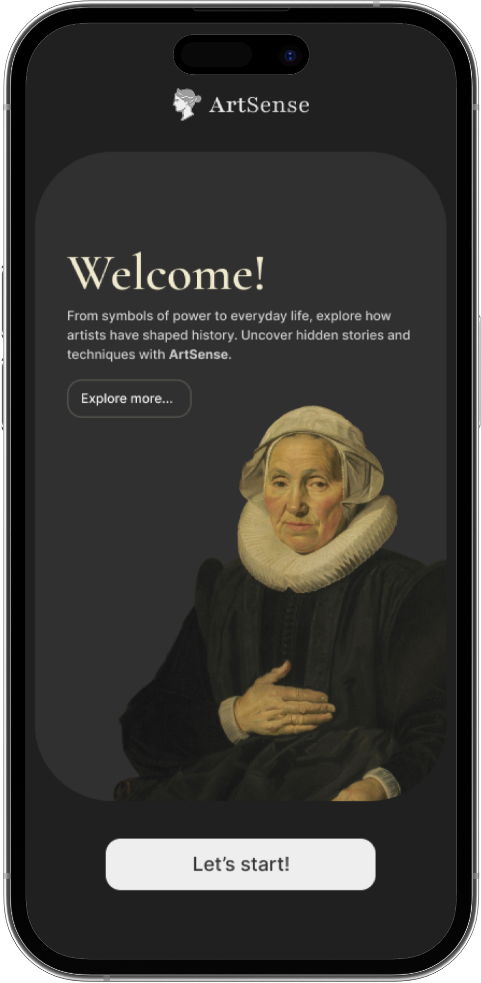 ArtSense
Welcome!
From symbols of power to everyday life, explore how
artists have shaped history. Uncover hidden stories and
techniques with ArtSense.
Explore more...
Let's start!